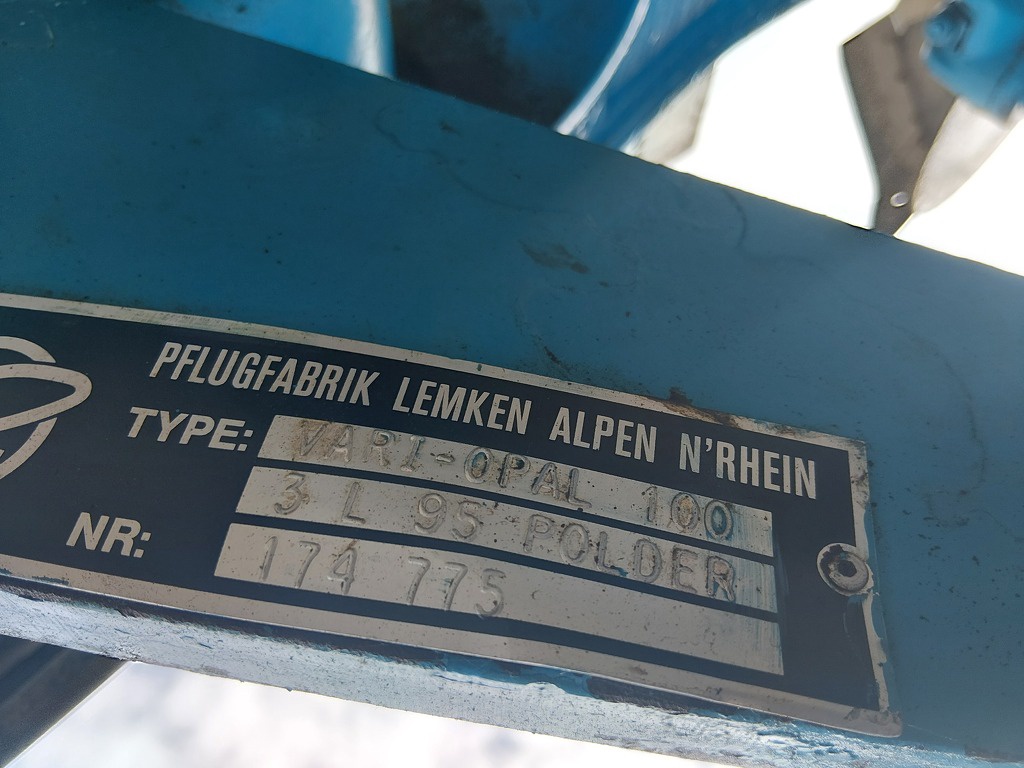 PFLUGFABRIK LEMKEN ALPEN N'RHEIN
TYPE: VARI-OPAL 100
3 L 95 POLDER
NR: 174 775